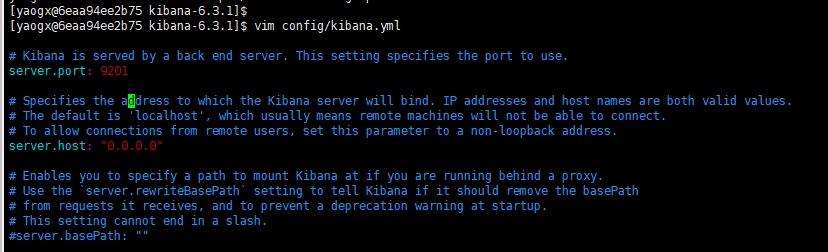 [yaogx@6eaa94ee2b75 kibana-6.3.1]$
[yaogx@6eaa94ee2b75 kibana-6.3.1]$ vim config/kibana.yml
# Kibana is served by a back end server. This setting specifies the port to use.
server.port: 9201
# Specifies the address to which the Kibana server will bind. IP addresses and host names are both valid values.
# The default is 'localhost', which usually means remote machines will not be able to connect.
# To allow connections from remote users, set this parameter to a non-loopback address.
server.host: "0.0.0.0"
# Enables you to specify a path to mount Kibana at if you are running behind a proxy.
# Use the `server.rewriteBasePath` setting to tell Kibana if it should remove the basePath
# from requests it receives, and to prevent a deprecation warning at startup.
# This setting cannot end in a slash.
#server.basePath: ""